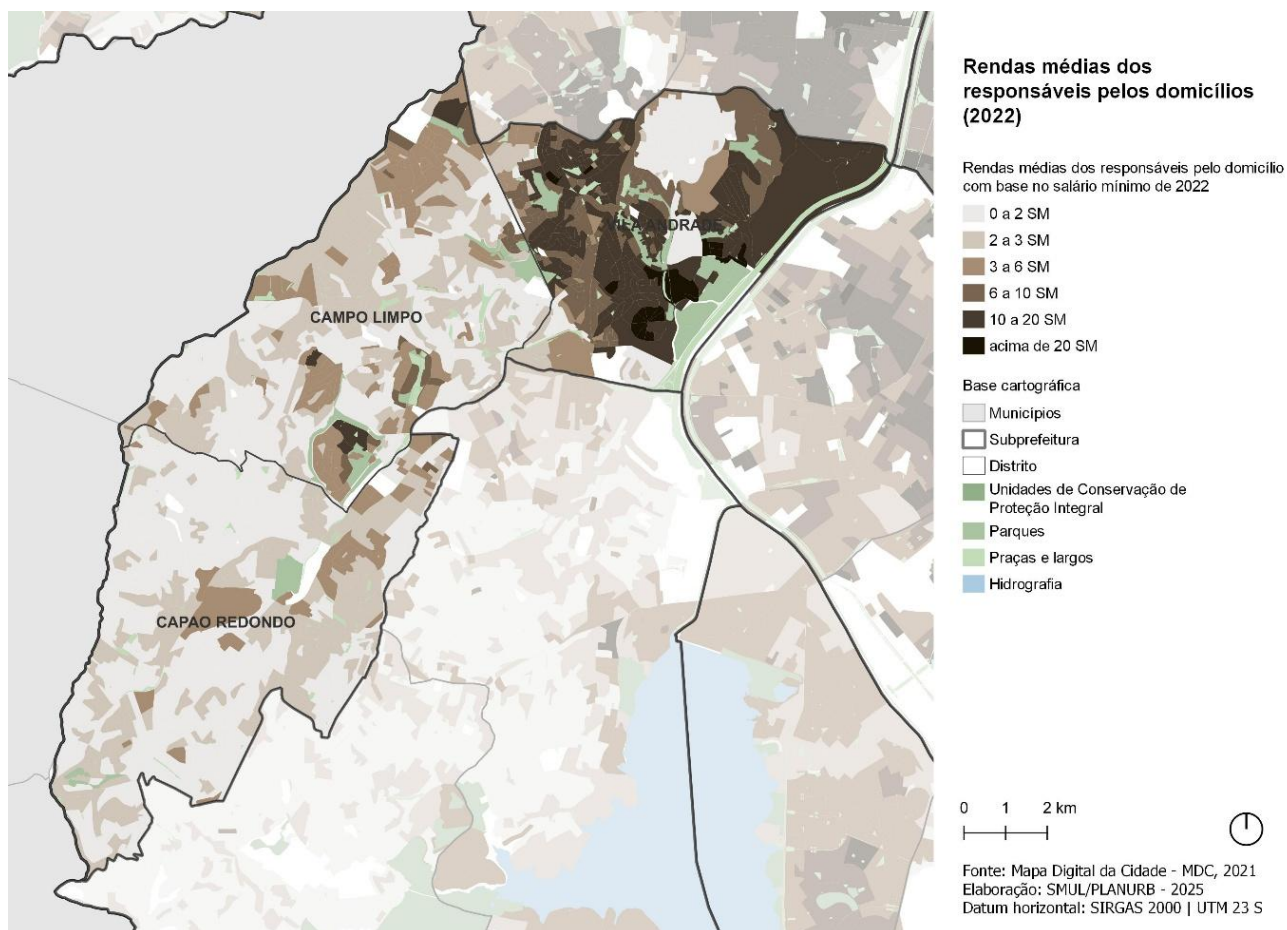 VILA ANDRADE
CAMPO LIMPO
CAPAO REDONDO
Rendas médias dos
responsáveis pelos domicílios
(2022)
Rendas médias dos responsáveis pelo domicílio
com base no salário mínimo de 2022
0 a 2 SM
2 a 3 SM
3 a 6 SM
6 a 10 SM
10 a 20 SM
acima de 20 SM
Base cartográfica
Municípios
Subprefeitura
Distrito
Unidades de Conservação de
Proteção Integral
Parques
Praças e largos
Hidrografia
0 1 2 km
Fonte: Mapa Digital da Cidade - MDC, 2021
Elaboração: SMUL/PLANURB - 2025
Datum horizontal: SIRGAS 2000 | UTM 23 S